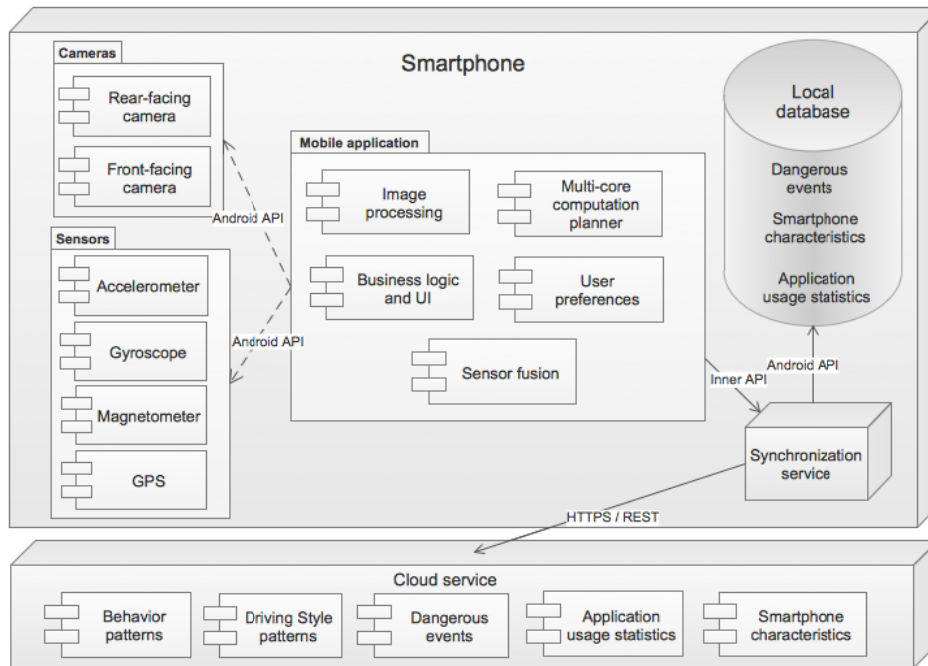 Smartphone
Cameras
Rear-facing
camera
Front-facing
camera
Android API
Sensors
Accelerometer
Gyroscope
Magnetometer
GPS
Android API
Mobile application
Image
processing
Multi-core
computation
planner
Business logic
and UI
User
preferences
Sensor fusion
Local
database
Dangerous
events
Smartphone
characteristics
Application
usage statistics
Android API
Inner API
Synchronization
service
HTTPS / REST
Cloud service
Behavior
patterns
Driving Style
patterns
Dangerous
events
Application
usage statistics
Smartphone
characteristics